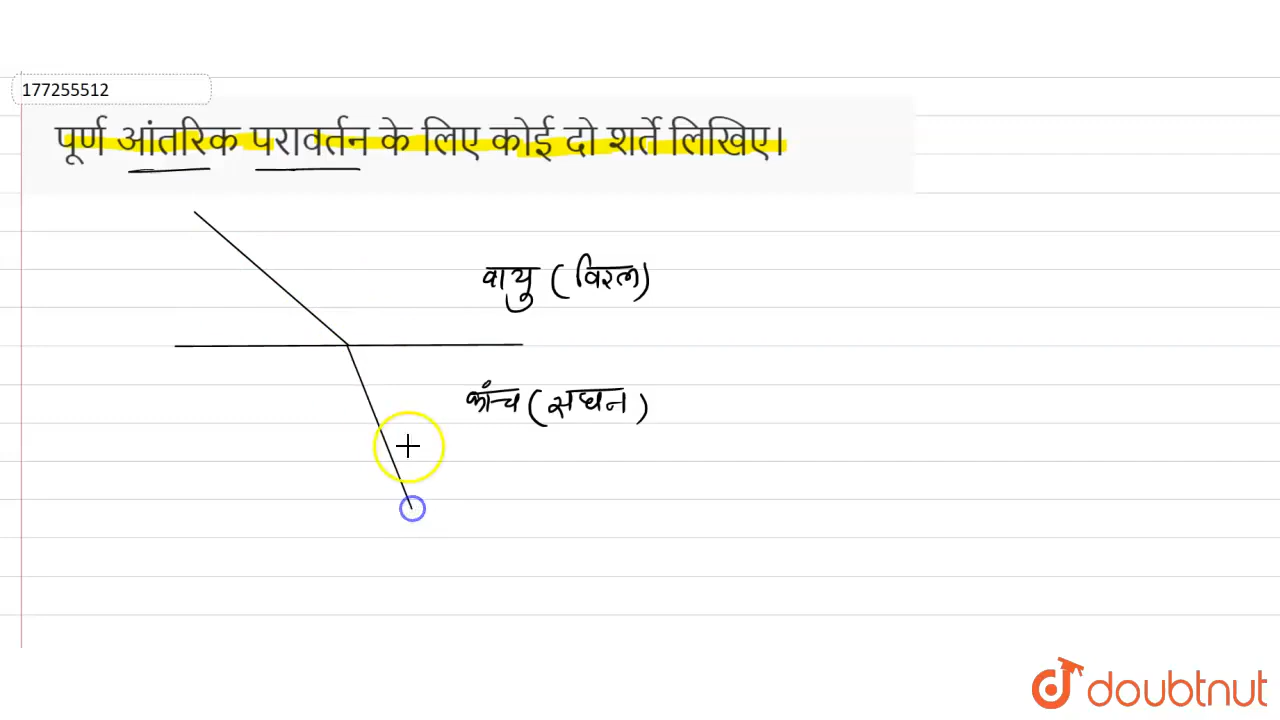 177255512
पूर्ण आंतरिक परावर्तन के लिए कोई दो शर्ते लिखिए।
वायु (विरल)
कांच (सघन)
doubtnut